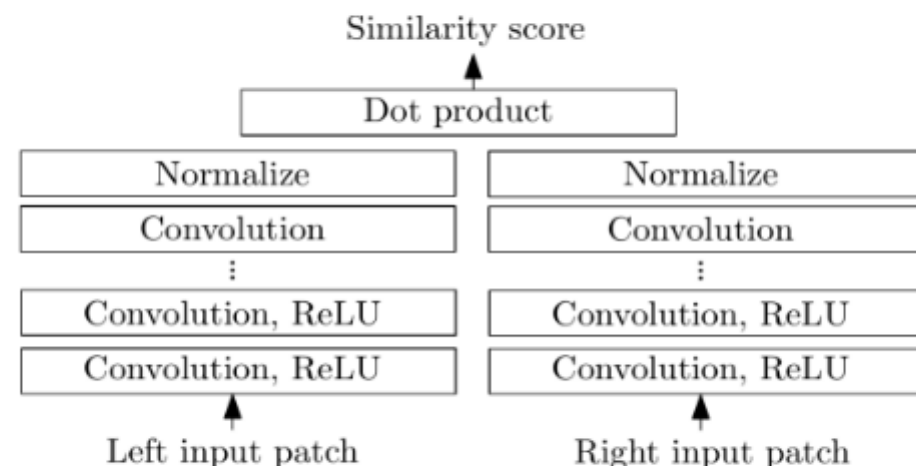 Similarity score
Dot product
Normalize Normalize
Convolution Convolution
Convolution, ReLU Convolution, ReLU
Convolution, ReLU Convolution, ReLU
Left input patch Right input patch